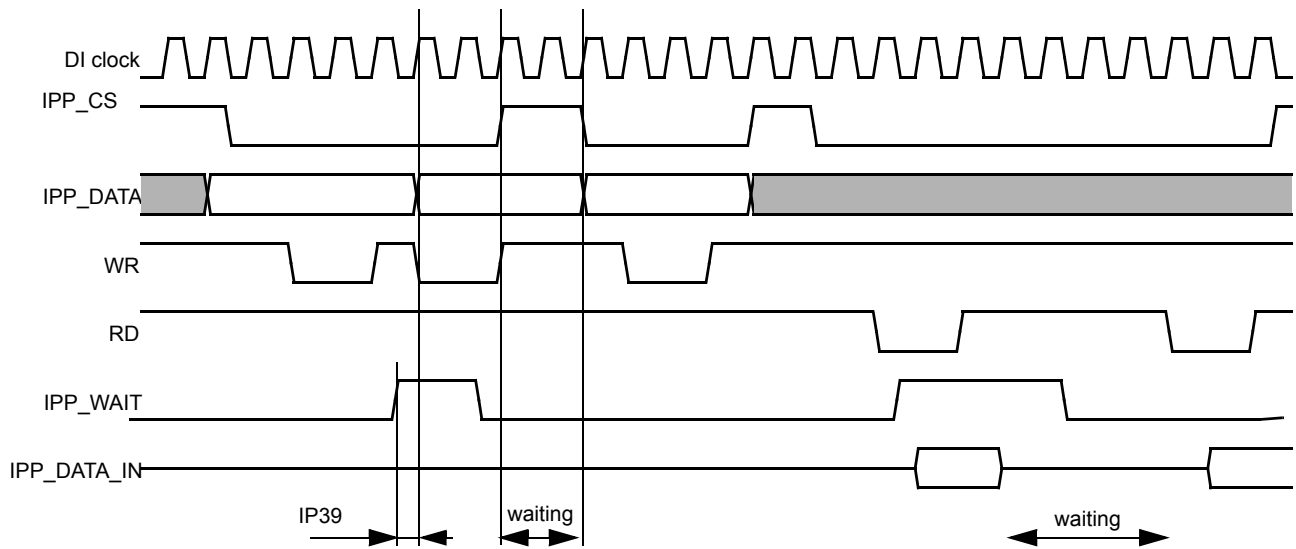 DI clock
IPP_CS
IPP_DATA
WR
RD
IPP_WAIT
IPP_DATA_IN
IP39
waiting
waiting